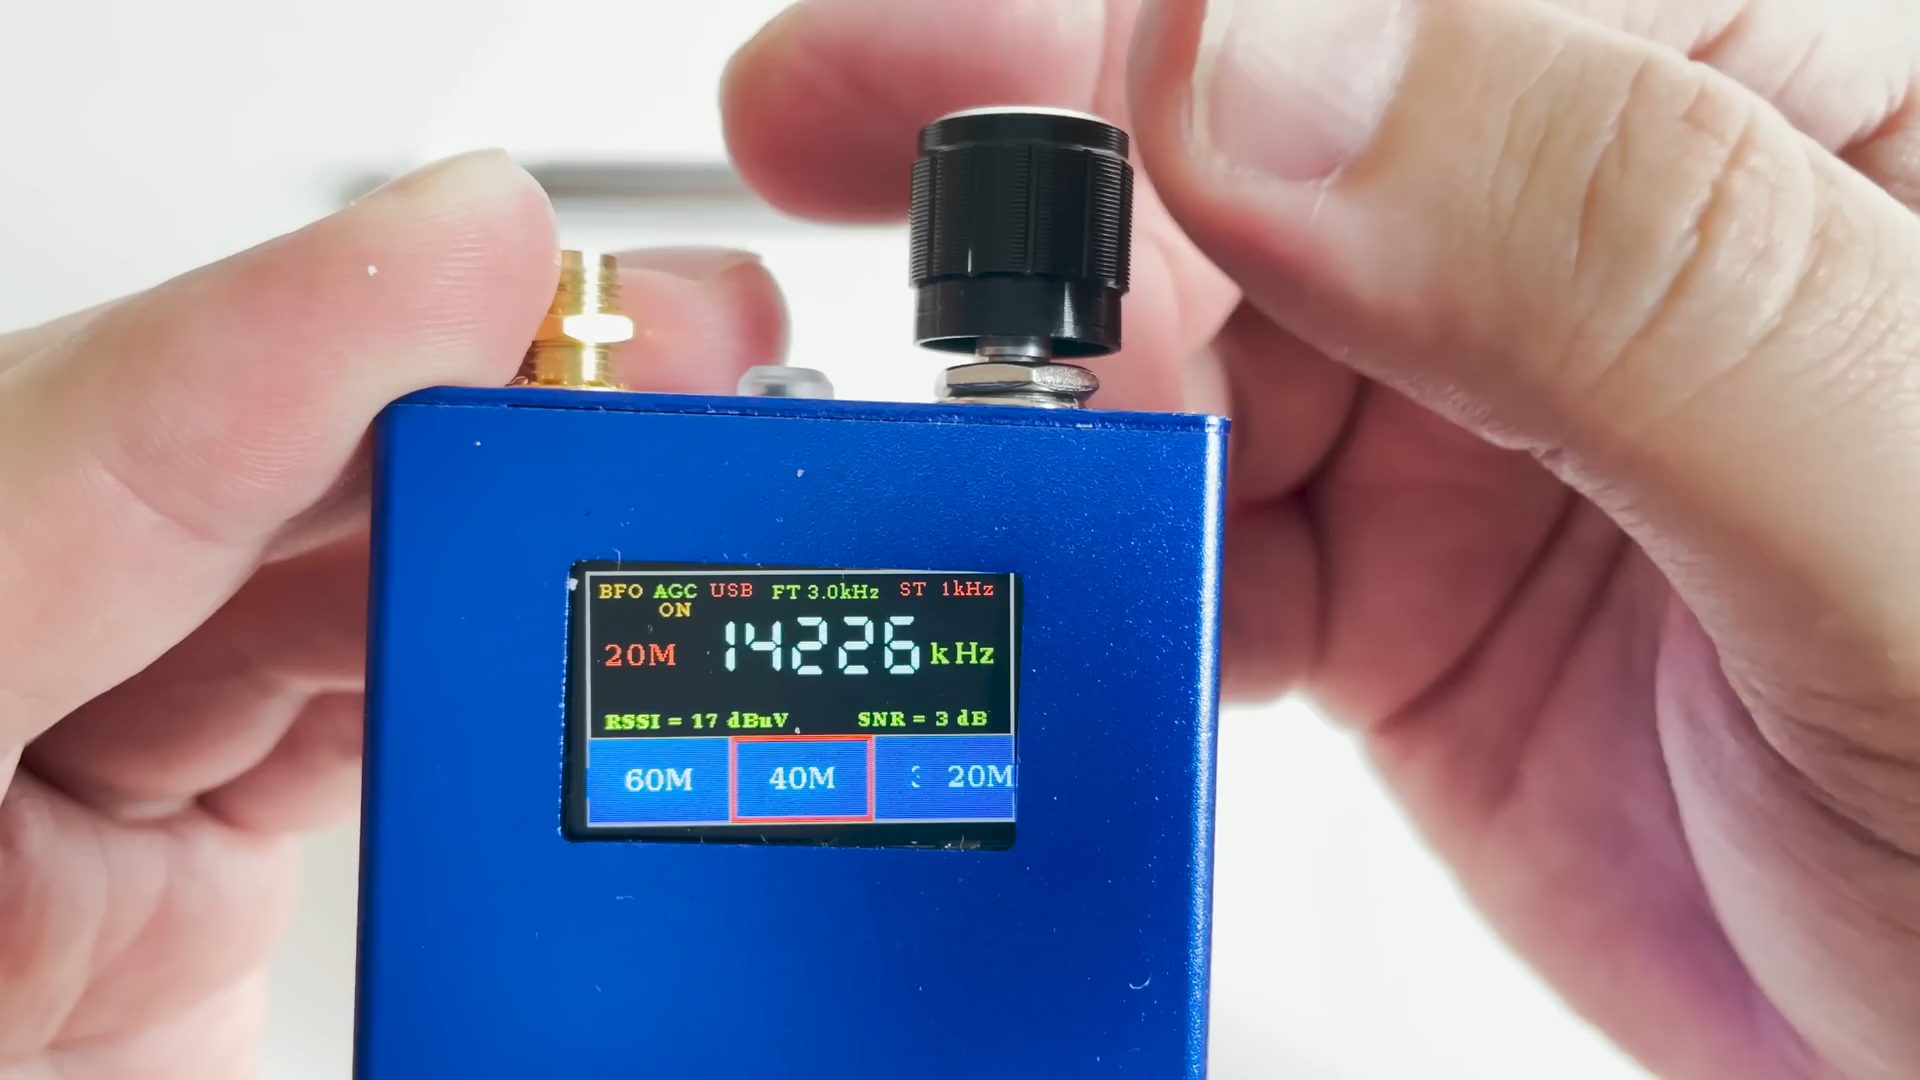 BFO AGC USB FT 3.0kHz ST 1kHz
ON
20M 14226 kHz
RSSI = 17 dBuV SNR = 3 dB
60M 40M 20M